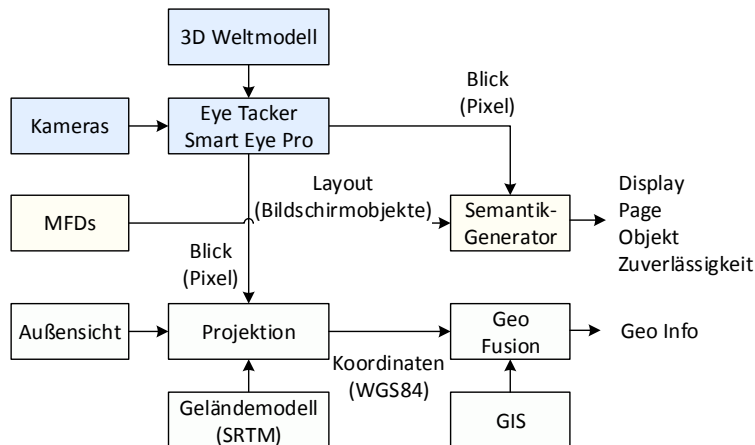 3D Weltmodell
Blick
(Pixel)
Kameras
Eye Tacker
Smart Eye Pro
Layout
(Bildschirmobjekte)
MFDs
Semantik-
Generator
Display
Page
Objekt
Zuverlässigkeit
Blick
(Pixel)
Außensicht
Projektion
Koordinaten
(WGS84)
Geo
Fusion
Geo Info
Geländemodell
(SRTM)
GIS